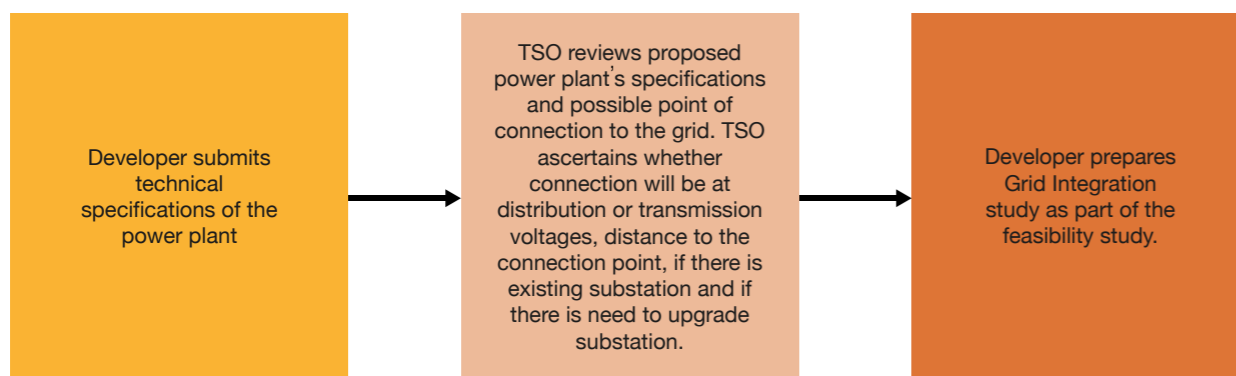 Developer submits
technical
specifications of the
power plant
TSO reviews proposed
power plant's specifications
and possible point of
connection to the grid. TSO
ascertains whether
connection will be at
distribution or transmission
voltages, distance to the
connection point, if there is
existing substation and if
there is need to upgrade
substation.
Developer prepares
Grid Integration
study as part of the
feasibility study.